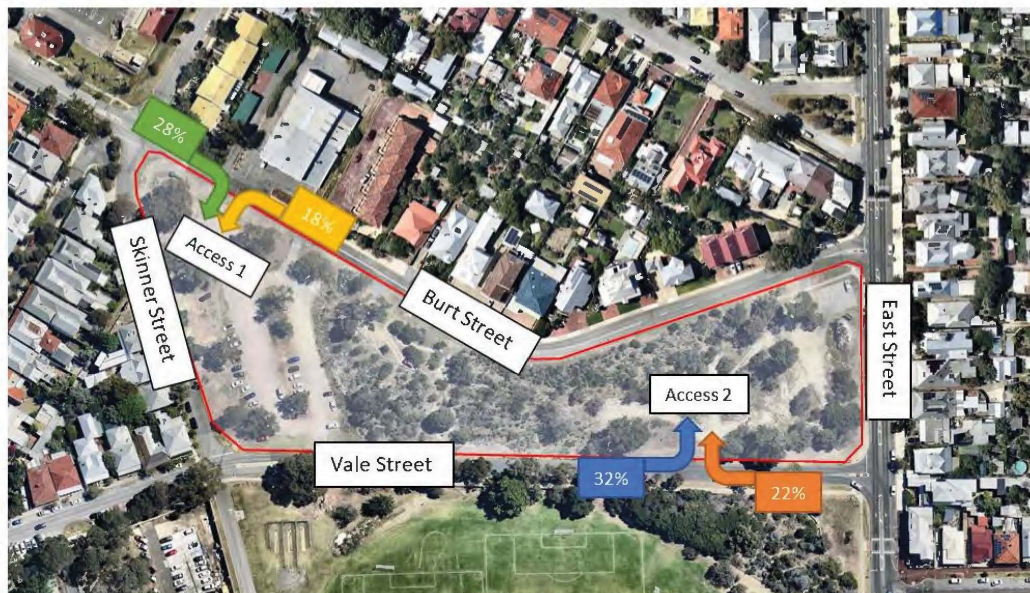 28%
18%
Access 1
Skinner Street
Burt Street
East Street
Access 2
Vale Street
32%
22%